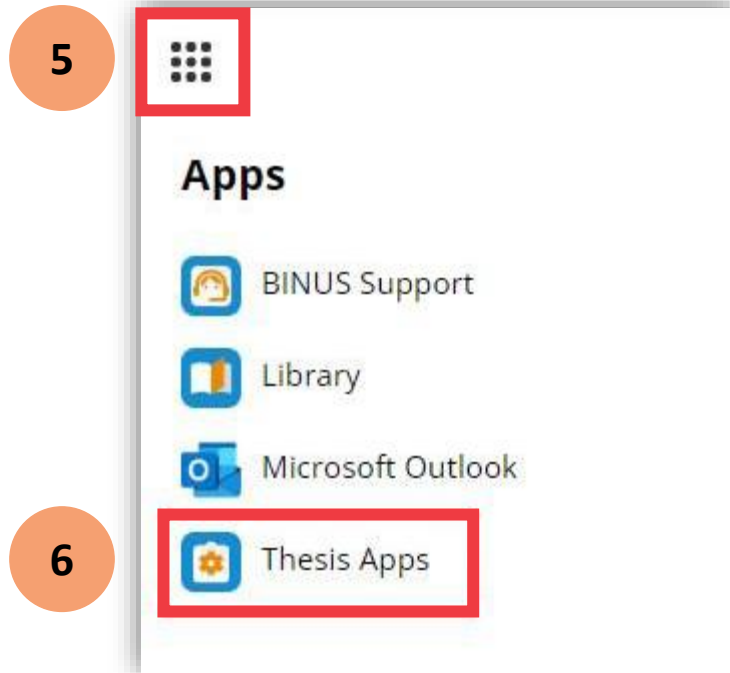 5
Apps
BINUS Support
Library
Microsoft Outlook
6
Thesis Apps